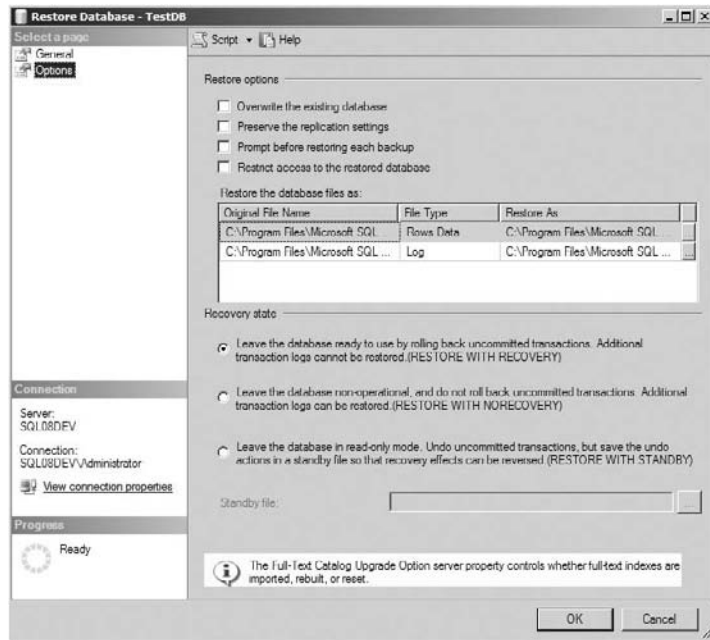 Restore Database - TestDB
Select a page
General
Options
Script
Help
Restore options
Overwrite the existing database
Preserve the replication settings
Prompt before restoring each backup
Restrict access to the restored database
Restore the database files as:
Original File Name File Type Restore As
C:\Program Files\Microsoft SQL ... Rows Data C:\Program Files\Microsoft SQL ...
C:\Program Files\Microsoft SQL ... Log C:\Program Files\Microsoft SQL ... ...
Recovery state
Leave the database ready to use by rolling back uncommitted transactions. Additional
transaction logs cannot be restored.(RESTORE WITH RECOVERY)
Leave the database non-operational, and do not roll back uncommitted transactions. Additional
transaction logs can be restored.(RESTORE WITH NORECOVERY)
Leave the database in read-only mode. Undo uncommitted transactions, but save the undo
actions in a standby file so that recovery effects can be reversed.(RESTORE WITH STANDBY)
Standby file: ...
Connection
Server:
SQL08DEV
Connection:
SQL08DEV\Administrator
View connection properties
Progress
Ready
The Full-Text Catalog Upgrade Option server property controls whether full-text indexes are
imported, rebuilt, or reset.
OK Cancel